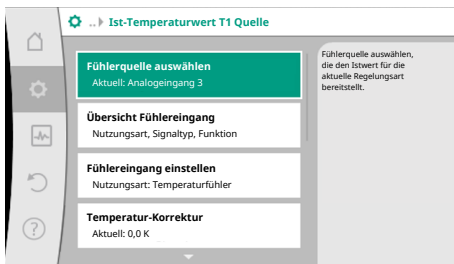 ..▸ Ist-Temperaturwert T1 Quelle
Fühlerquelle auswählen
Aktuell: Analogeingang 3
Übersicht Fühlereingang
Nutzungsart, Signaltyp, Funktion
Fühlereingang einstellen
Nutzungsart: Temperaturfühler
Temperatur-Korrektur
Aktuell: 0,0 K
Fühlerquelle auswählen,
die den Istwert für die
aktuelle Regelungsart
bereitstellt.